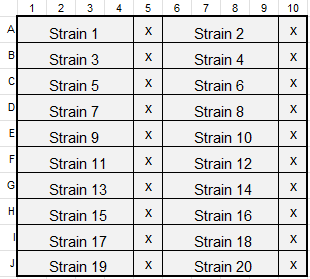 1 2 3 4 5 6 7 8 9 10
A Strain 1 x Strain 2 x
B Strain 3 x Strain 4 x
C Strain 5 x Strain 6 x
D Strain 7 x Strain 8 x
E Strain 9 x Strain 10 x
F Strain 11 x Strain 12 x
G Strain 13 x Strain 14 x
H Strain 15 x Strain 16 x
I Strain 17 x Strain 18 x
J Strain 19 x Strain 20 x